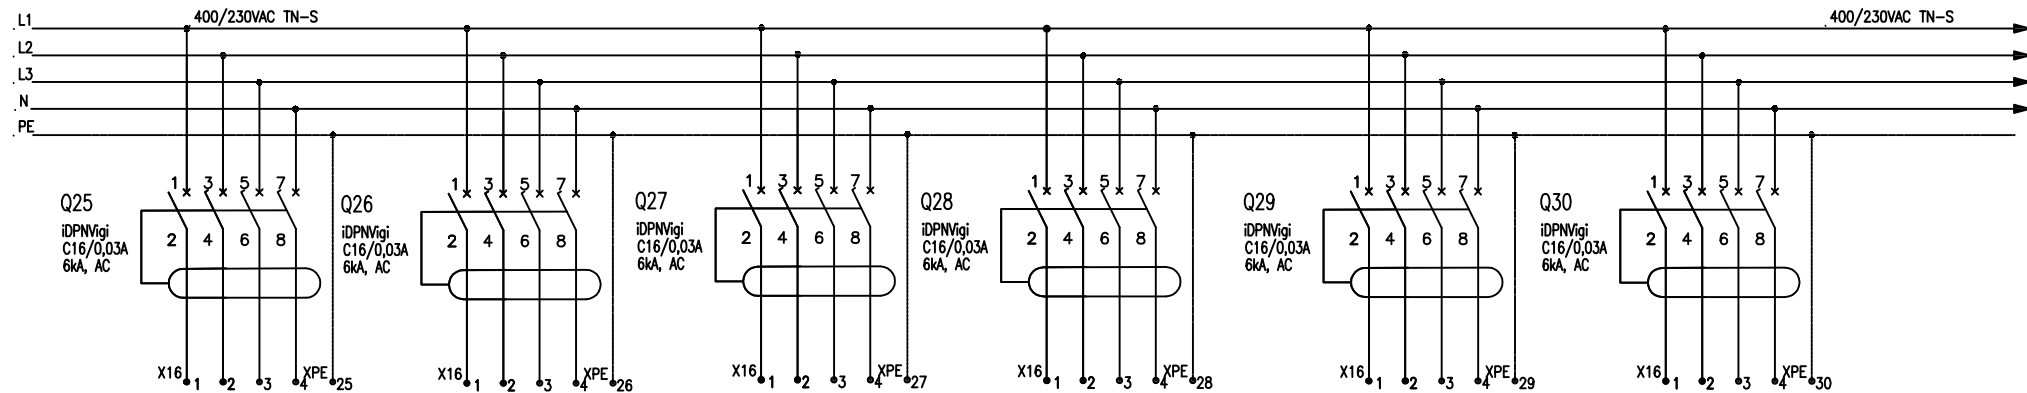 L1
400/230VAC TN-S
400/230VAC TN-S
L2
L3
N
PE
Q25
iDPNVigi
C16/0,03A
6kA, AC
1 3 5 7
2 4 6 8
X16 1 2 3 4 XPE 25
Q26
iDPNVigi
C16/0,03A
6kA, AC
1 3 5 7
2 4 6 8
X16 1 2 3 4 XPE 26
Q27
iDPNVigi
C16/0,03A
6kA, AC
1 3 5 7
2 4 6 8
X16 1 2 3 4 XPE 27
Q28
iDPNVigi
C16/0,03A
6kA, AC
1 3 5 7
2 4 6 8
X16 1 2 3 4 XPE 28
Q29
iDPNVigi
C16/0,03A
6kA, AC
1 3 5 7
2 4 6 8
X16 1 2 3 4 XPE 29
Q30
iDPNVigi
C16/0,03A
6kA, AC
1 3 5 7
2 4 6 8
X16 1 2 3 4 XPE 30